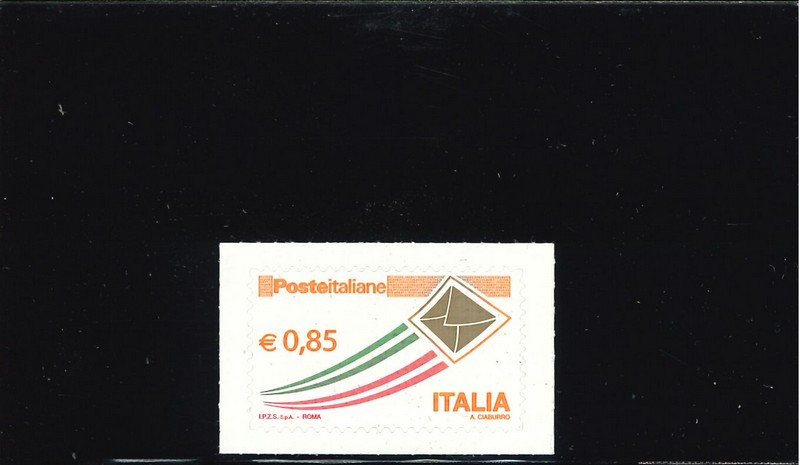 Posteitaliane
€ 0,85
ITALIA
I.P.Z.S. S.p.A. - ROMA
A. CIABURRO